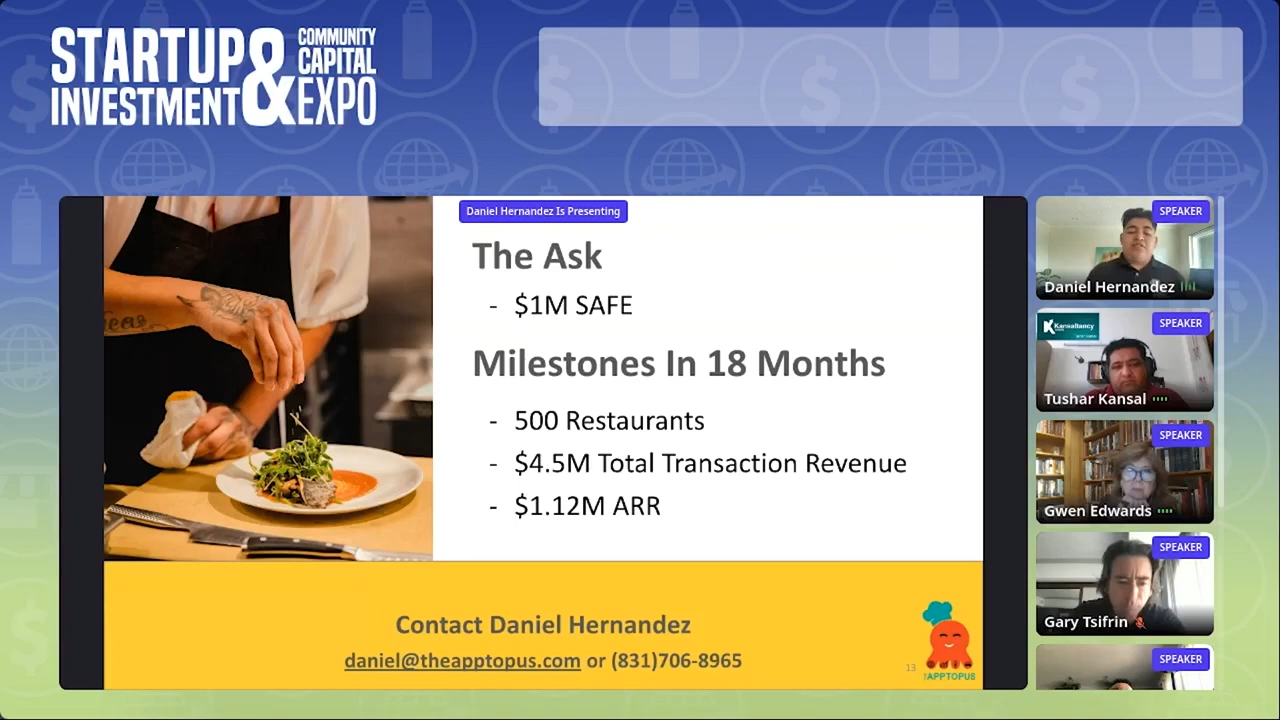 STARTUP & COMMUNITY
CAPITAL
INVESTMENT EXPO
Daniel Hernandez Is Presenting
The Ask
- $1M SAFE
Milestones In 18 Months
- 500 Restaurants
- $4.5M Total Transaction Revenue
- $1.12M ARR
Contact Daniel Hernandez
daniel@theapptopus.com or (831)706-8965
13
APPTOPUS
SPEAKER
Daniel Hernandez
SPEAKER
Kansaltancy
Tushar Kansal
SPEAKER
Gwen Edwards
SPEAKER
Gary Tsifrin
SPEAKER